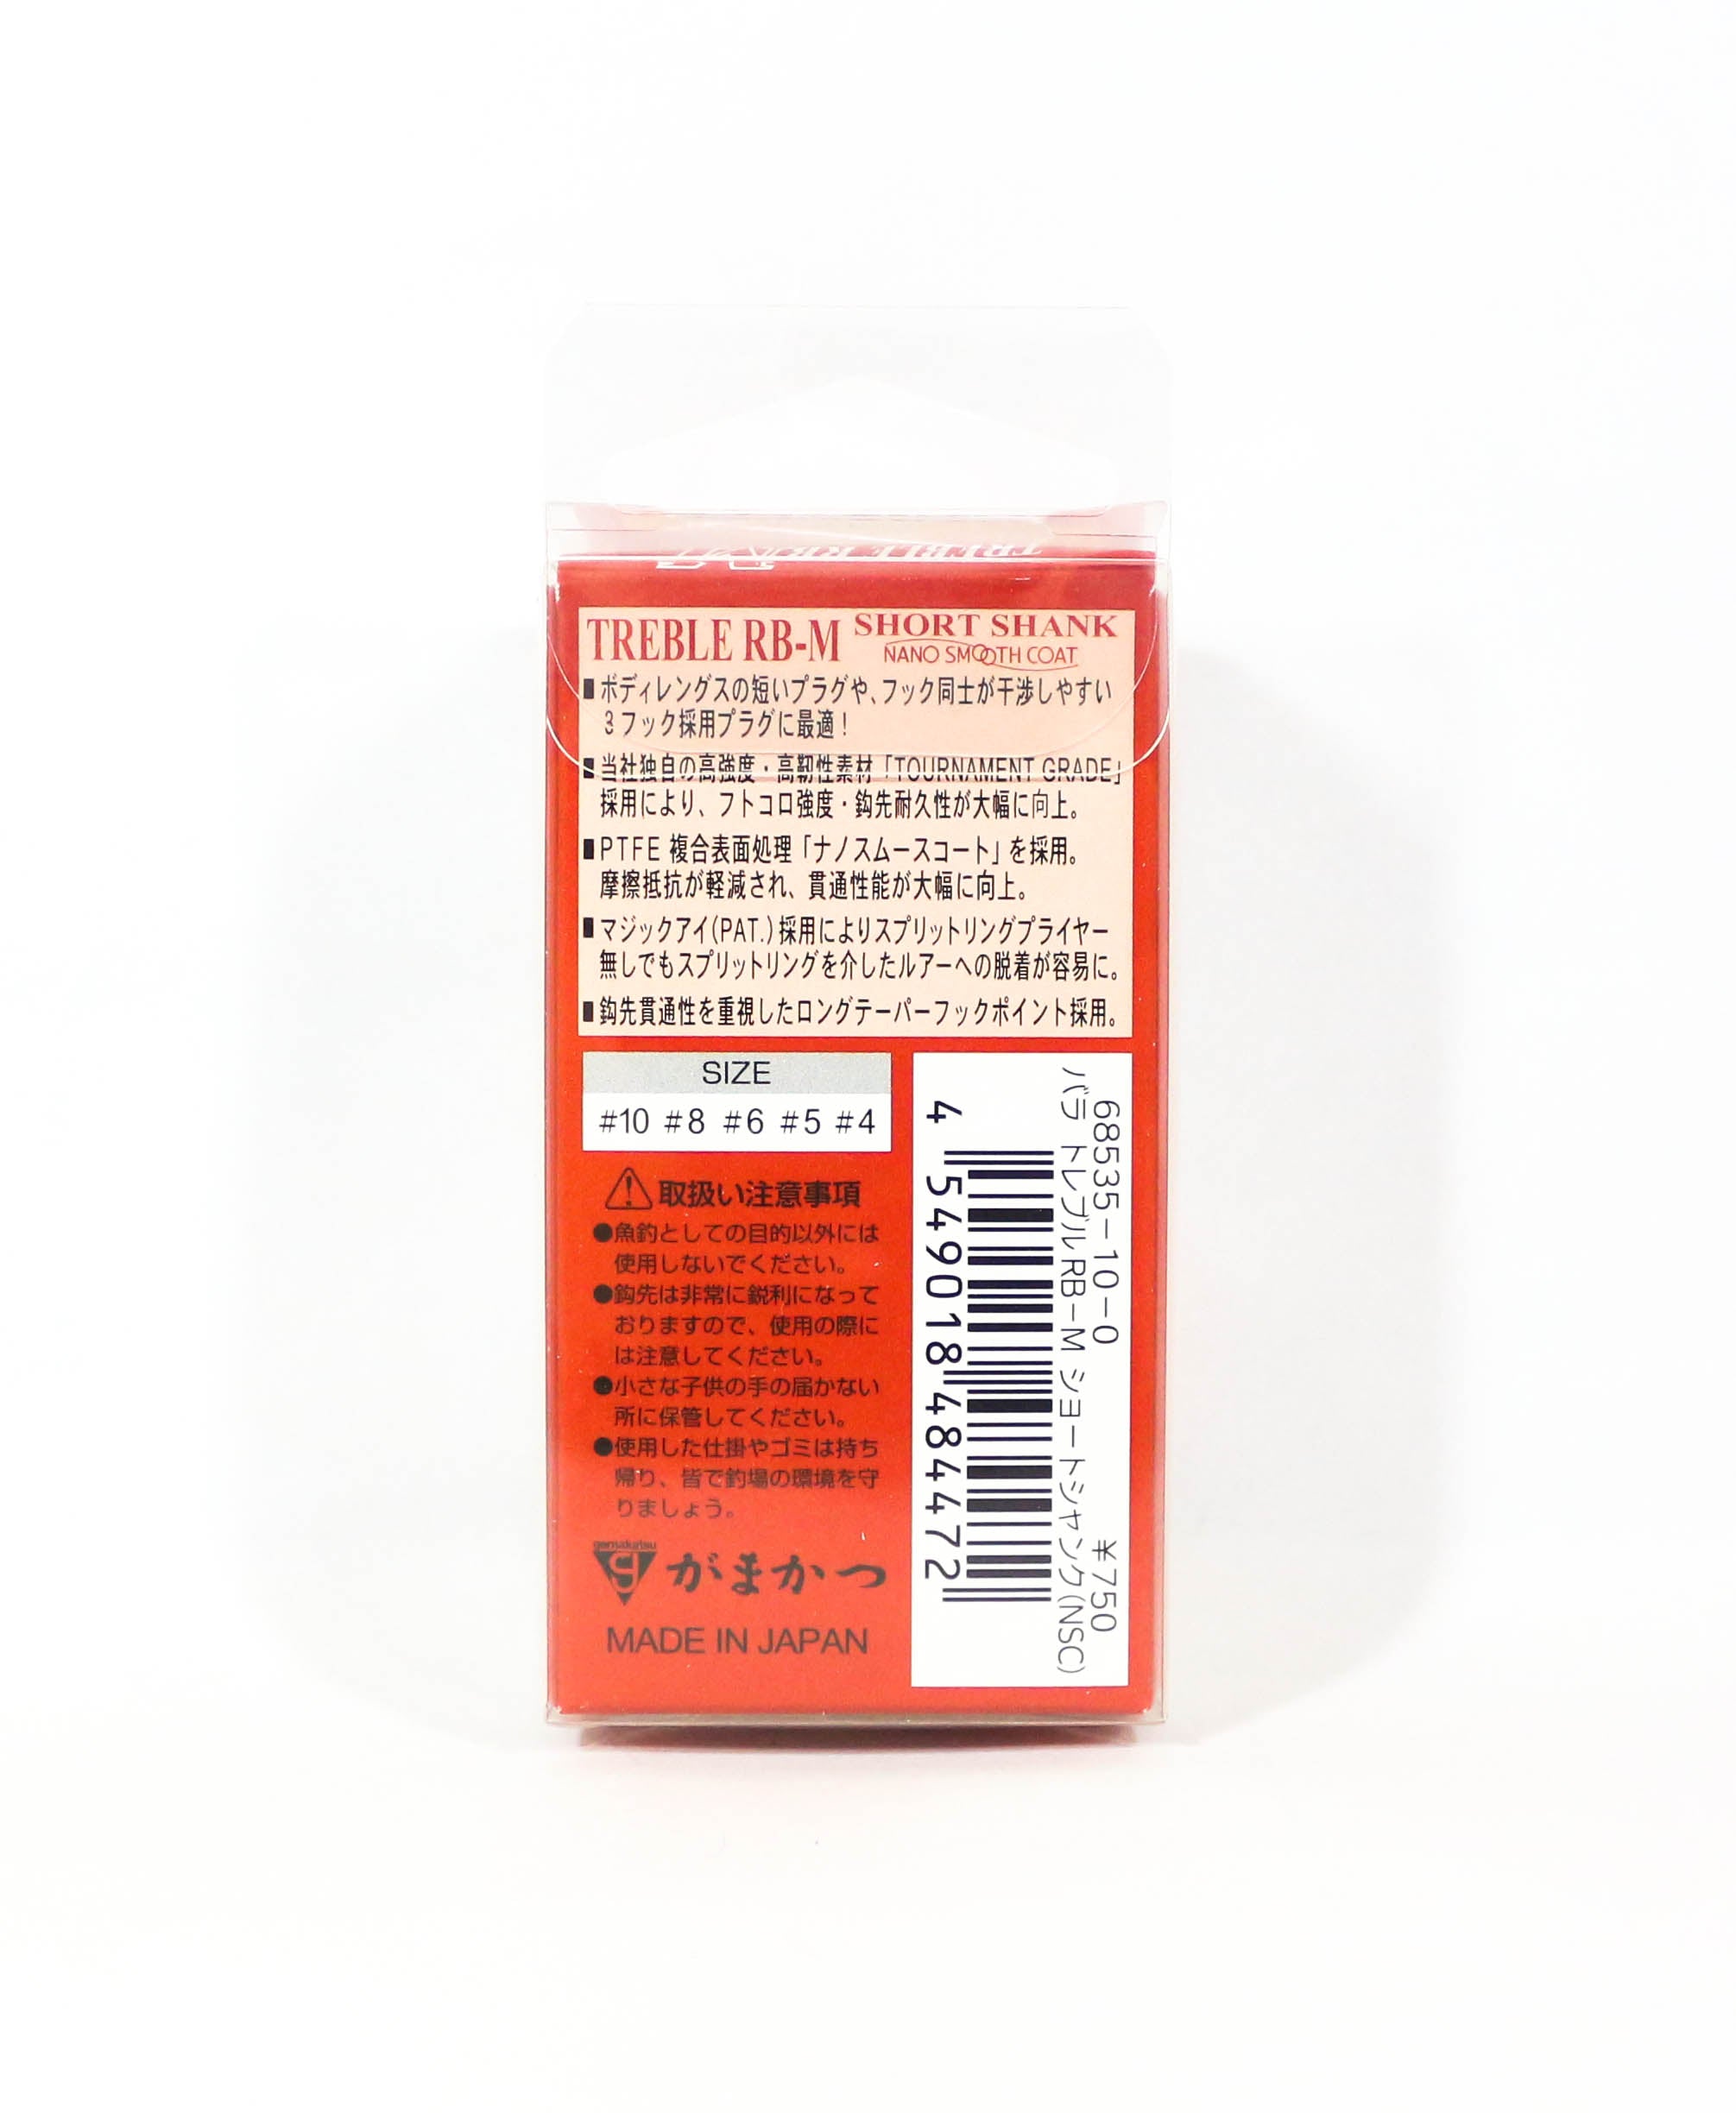 TREBLE RB-M SHORT SHANK
NANO SMOOTH COAT
■ボディレングスの短いプラグや、フック同士が干渉しやすい
3フック採用プラグに最適！
■当社独自の高強度・高靭性素材「TOURNAMENT GRADE」
採用により、フトコロ強度・鈎先耐久性が大幅に向上。
■PTFE 複合表面処理「ナノスムースコート」を採用。
摩擦抵抗が軽減され、貫通性能が大幅に向上。
■マジックアイ(PAT.)採用によりスプリットリングプライヤー
無しでもスプリットリングを介したルアーへの脱着が容易に。
■鈎先貫通性を重視したロングテーパーフックポイント採用。
SIZE
#10 #8 #6 #5 #4
⚠取扱い注意事項
●魚釣としての目的以外には
使用しないでください。
●鈎先は非常に鋭利になって
おりますので、使用の際に
は注意してください。
●小さな子供の手の届かない
所に保管してください。
●使用した仕掛やゴミは持ち
帰り、皆で釣場の環境を守
りましょう。
gamakatsu
がまかつ
MADE IN JAPAN
68535-10-0 ¥750
バラ トレブルRB-M ショートシャンク(NSC)
4 549018 484472